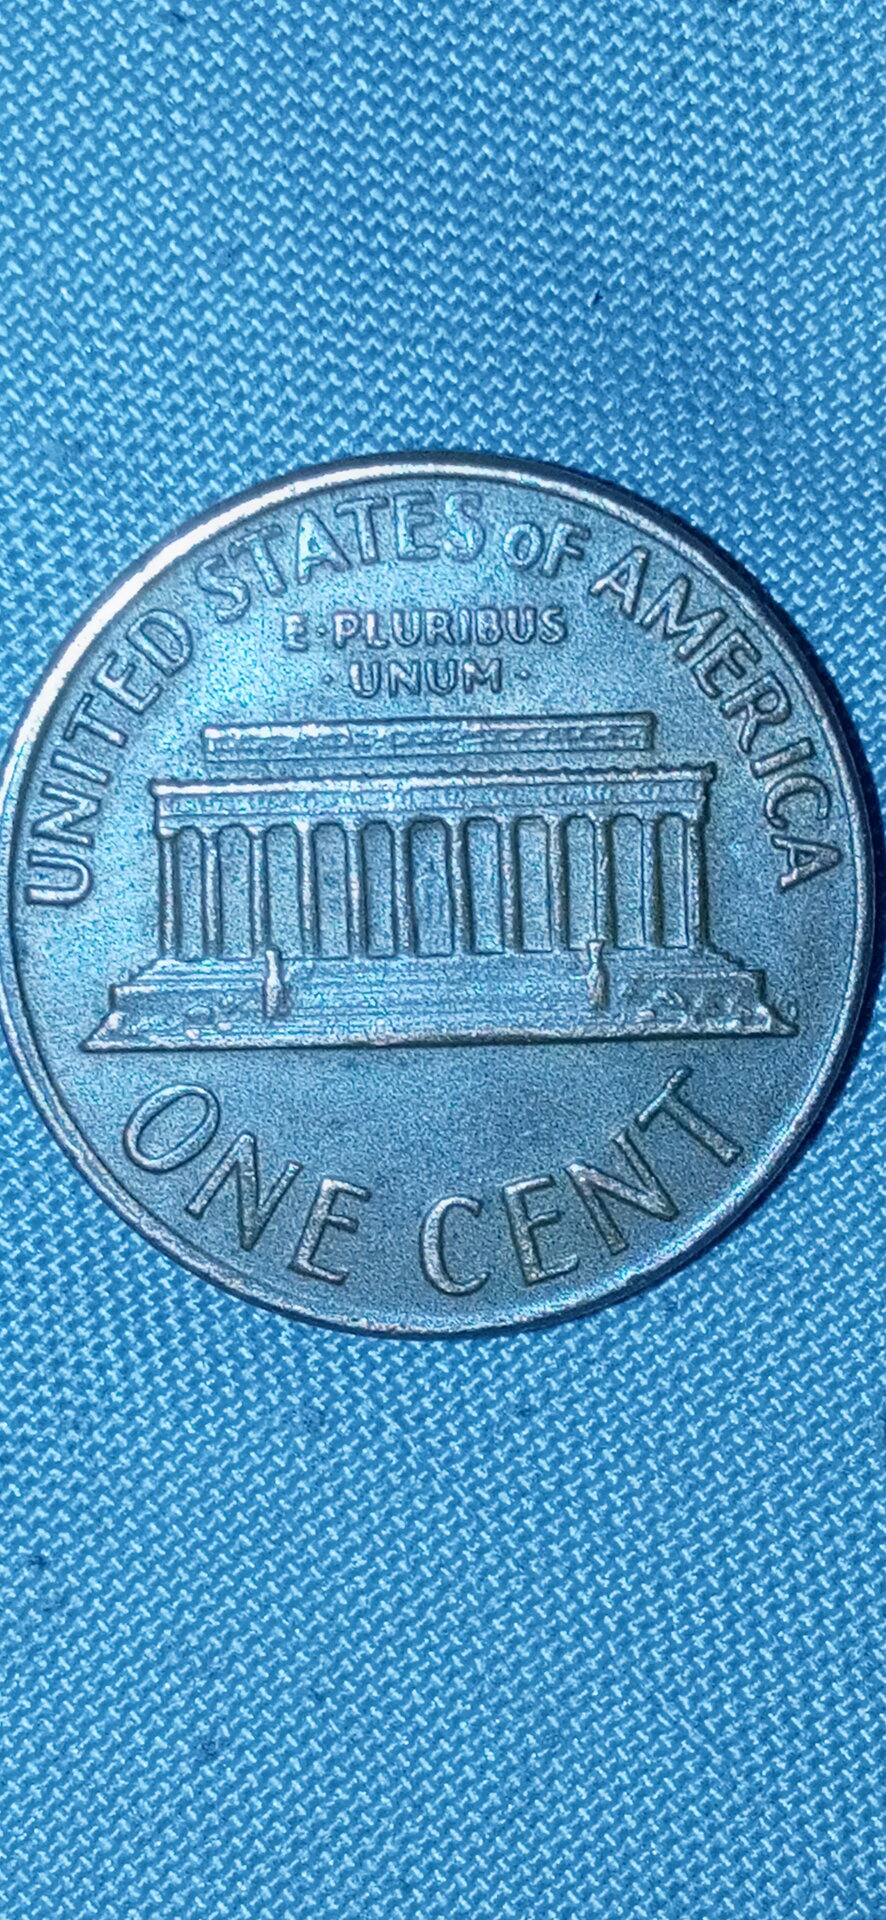 UNITED STATES OF AMERICA
E·PLURIBUS
·UNUM·
ONE CENT